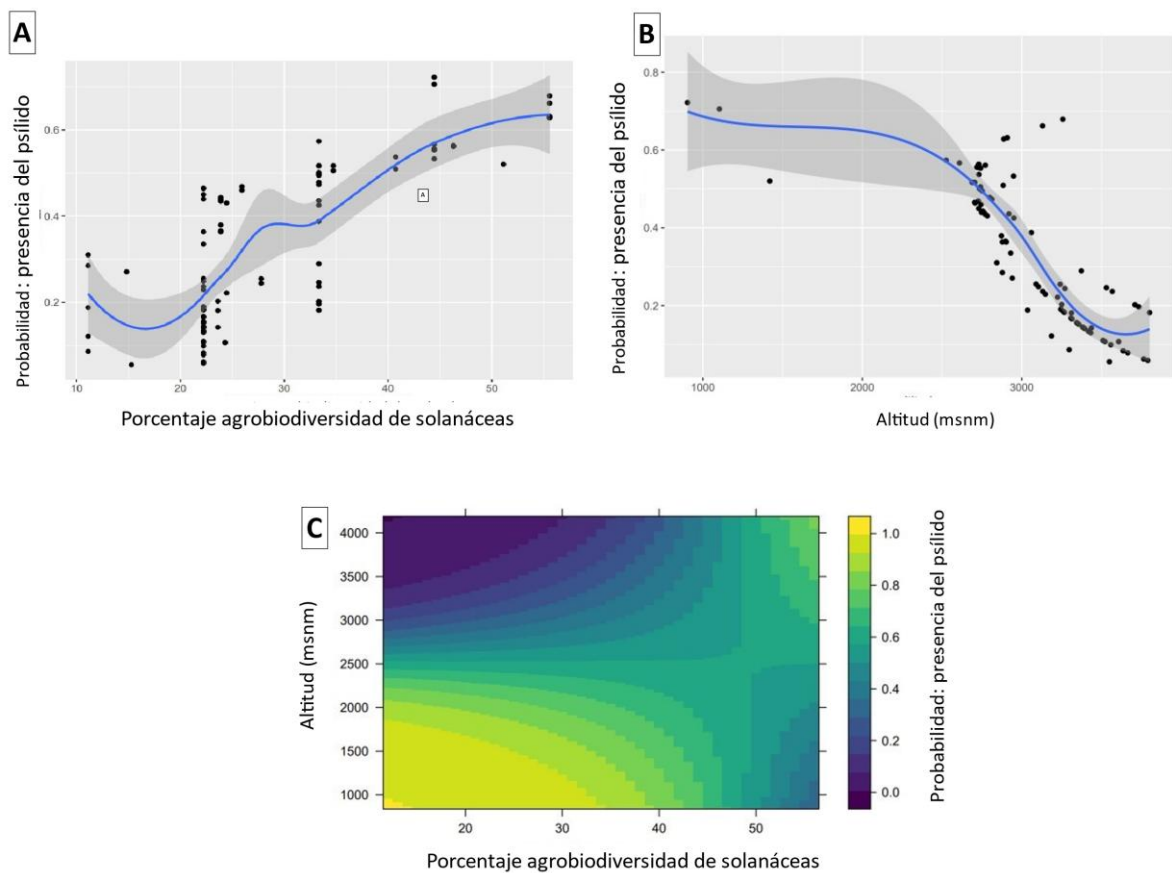 A
Probabilidad : presencia del psílido
0.6
0.4
0.2
10 20 30 40 50
Porcentaje agrobiodiversidad de solanáceas
A
B
Probabilidad : presencia del psílido
0.8
0.6
0.4
0.2
1000 2000 3000
Altitud (msnm)
C
Altitud (msnm)
4000
3500
3000
2500
2000
1500
1000
20 30 40 50
Porcentaje agrobiodiversidad de solanáceas
1.0
0.8
0.6
0.4
0.2
0.0
Probabilidad: presencia del psílido